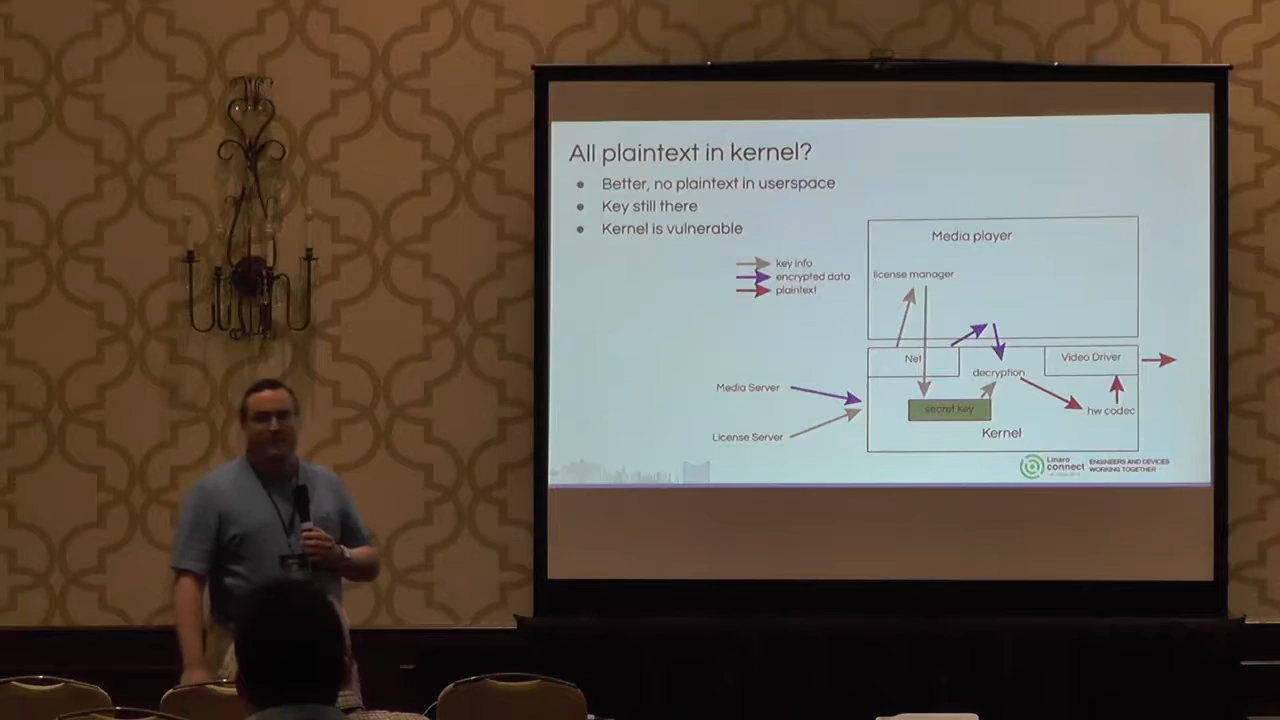 All plaintext in kernel?
● Better, no plaintext in userspace
● Key still there
● Kernel is vulnerable
key info
encrypted data
plaintext
Media player
license manager
Net
Video Driver
decryption
Media Server
secret key
hw codec
License Server
Kernel
Linaro
connect
ENGINEERS AND DEVICES
WORKING TOGETHER